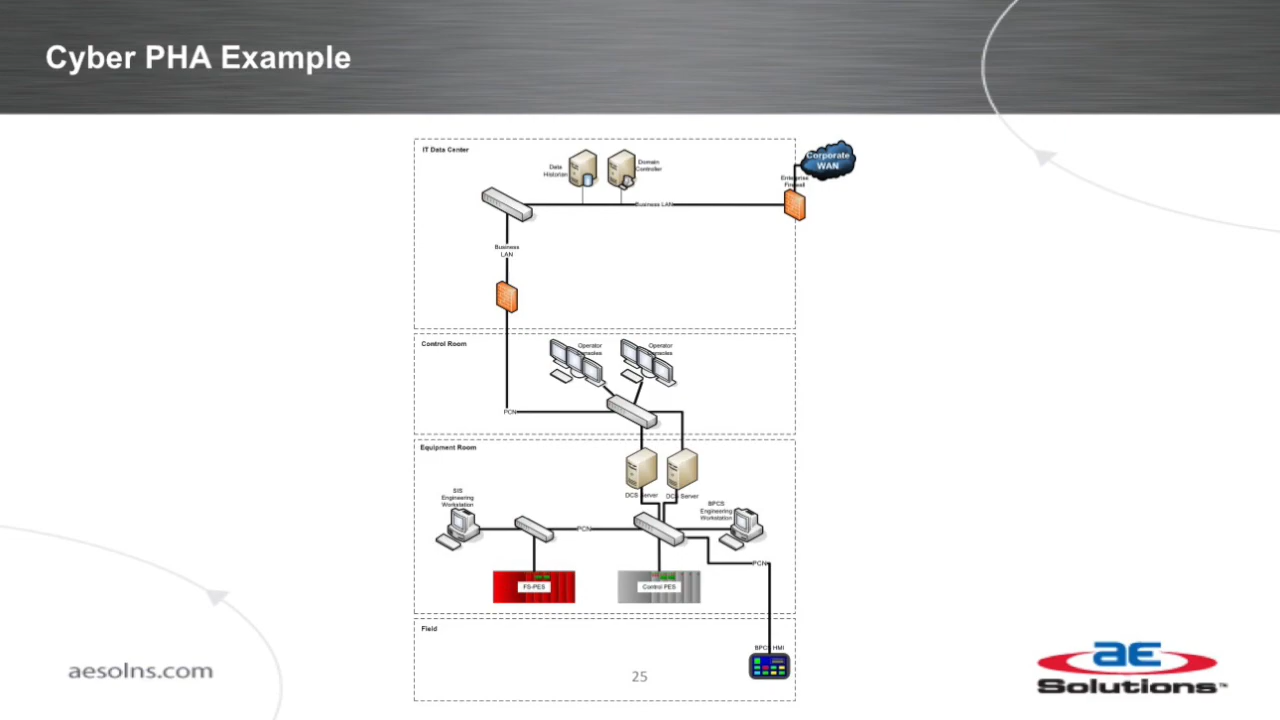 Cyber PHA Example
IT Data Center
Data
Historian
Domain
Controller
Corporate
WAN
Enterprise
Firewall
Business LAN
Business
LAN
Control Room
Operator
Consoles
Operator
Consoles
PCN
Equipment Room
DCS Server
DCS Server
SIS
Engineering
Workstation
BPCS
Engineering
Workstation
PCN
PCN
FS-PES
Control PES
Field
BPCS HMI
25
aesolns.com
ae
Solutions™